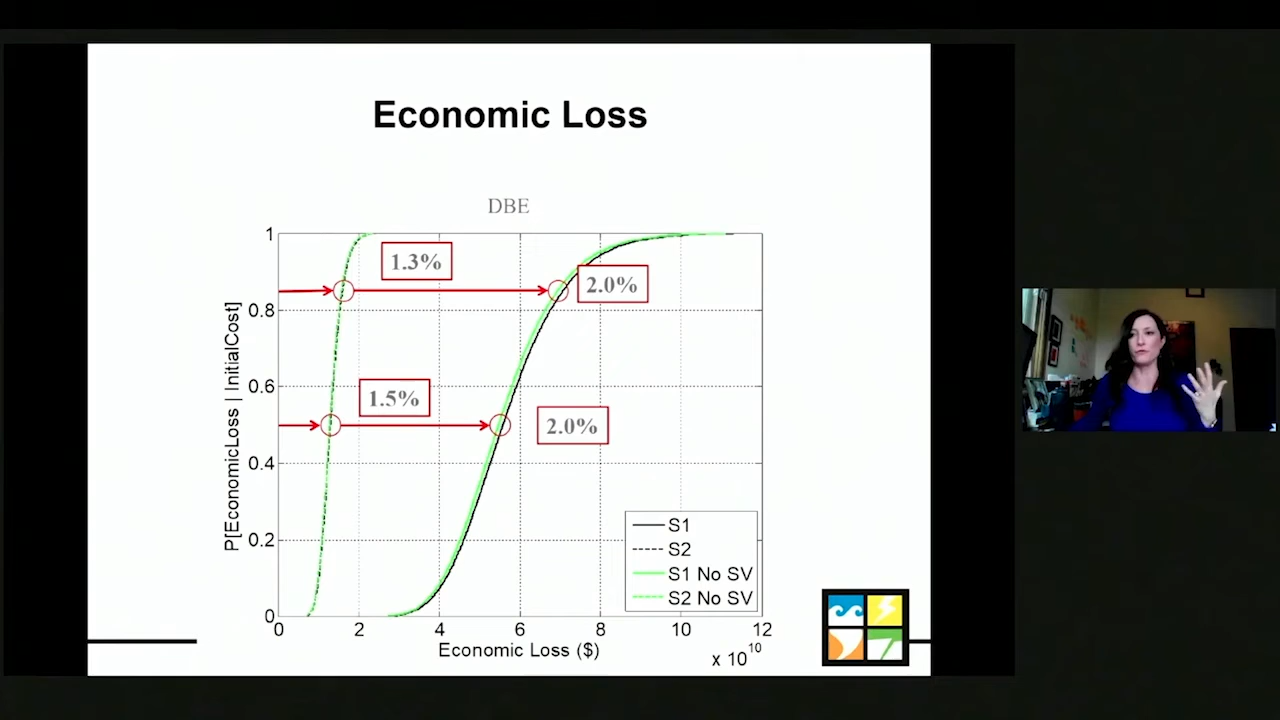 Economic Loss
DBE
P[EconomicLoss | InitialCost]
1
0.8
0.6
0.4
0.2
0
1.3%
2.0%
1.5%
2.0%
S1
S2
S1 No SV
S2 No SV
0 2 4 6 8 10 12
Economic Loss ($)
x 10^10